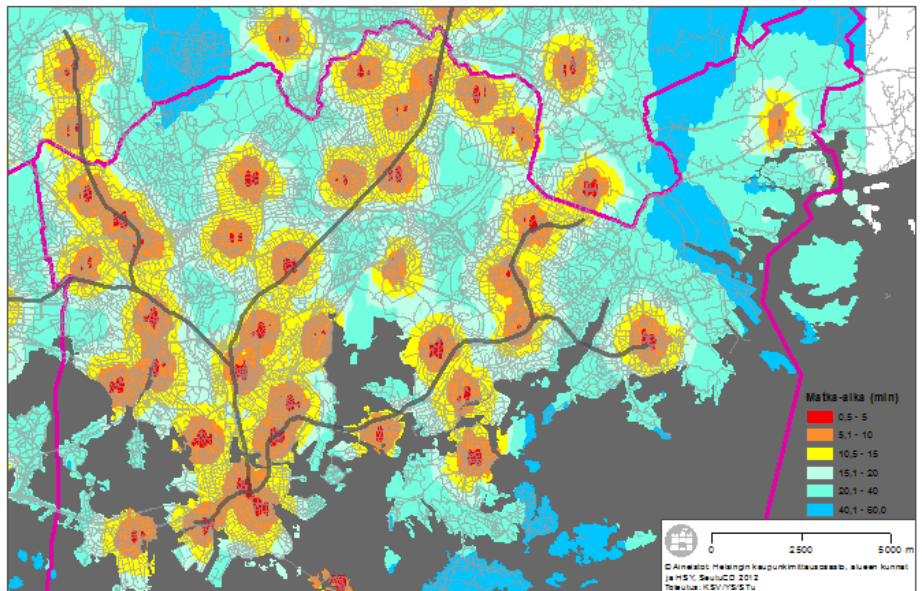 Matka-aika (min)
0,5 - 5
5,1 - 10
10,5 - 15
15,1 - 20
20,1 - 40
40,1 - 60,0
0 2500 5000 m
©Aineistot: Helsingin kaupunkimittausosasto, alueen kunnat
ja HSY, SeutuCD 2012
Toteutus: KSV/YS/STu